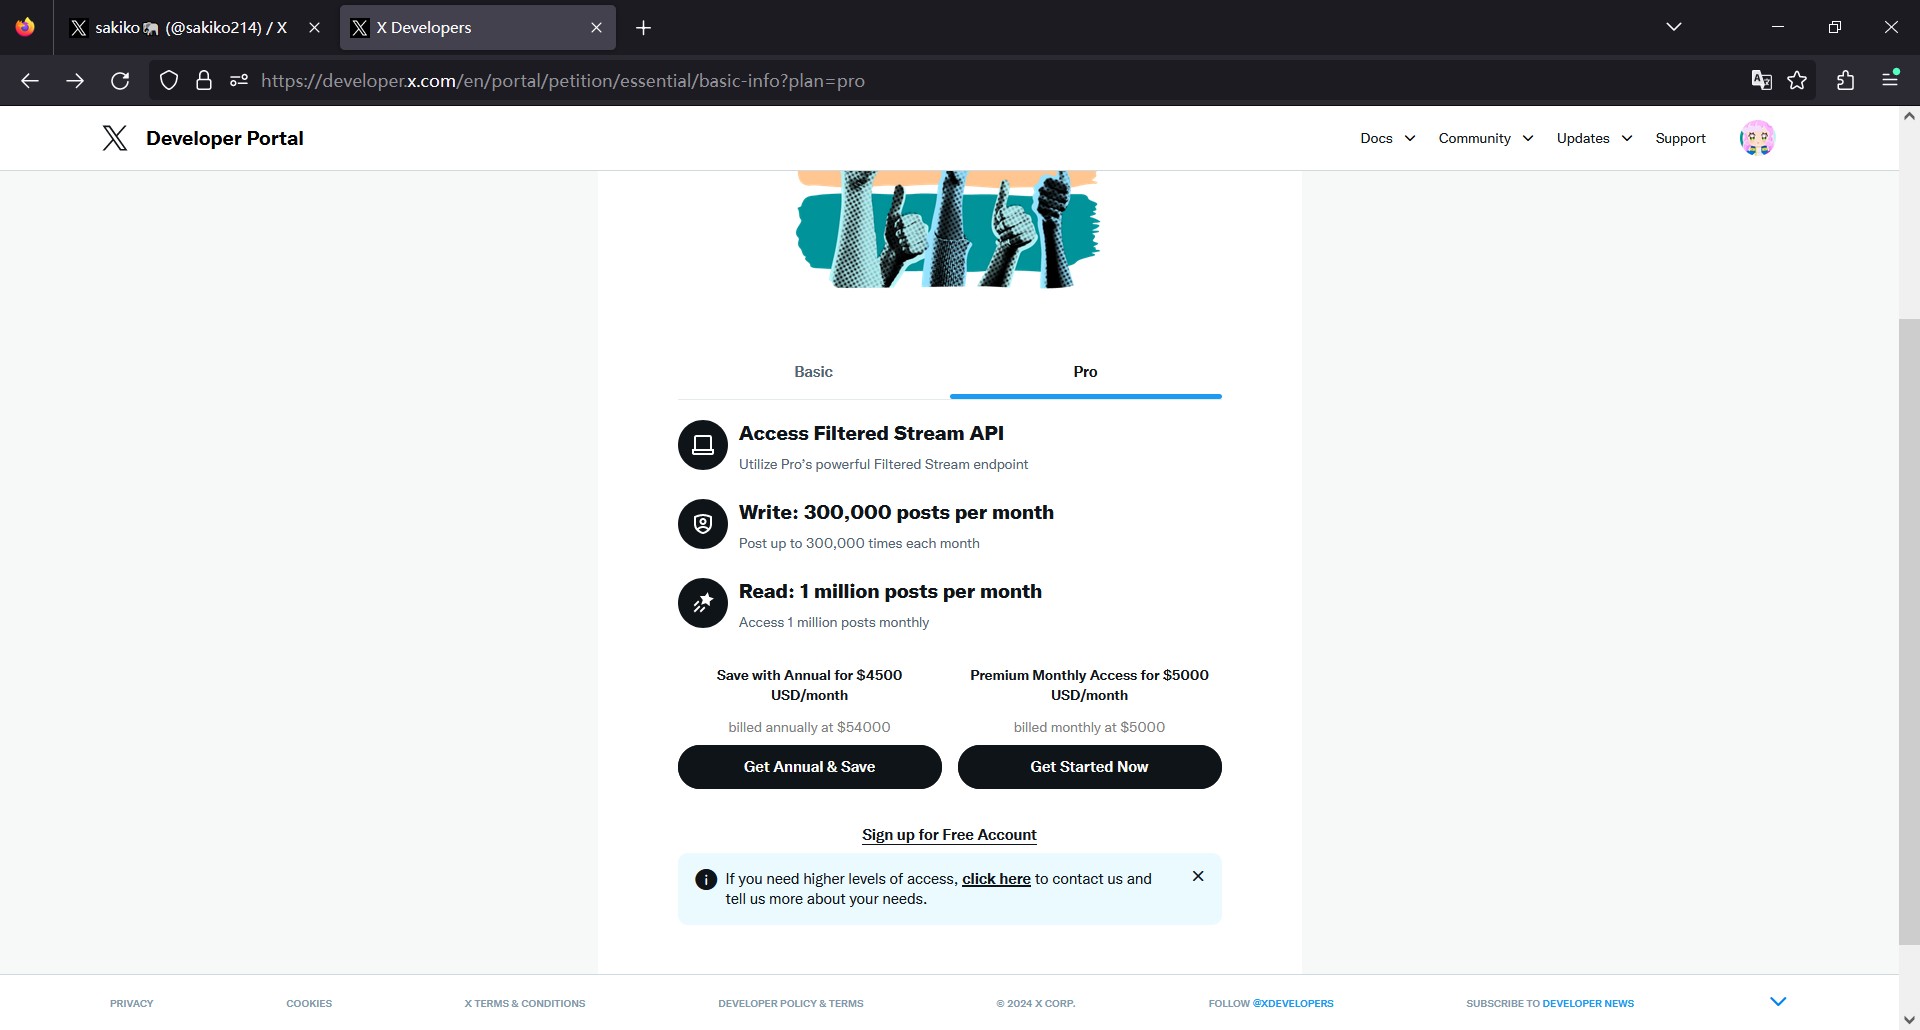 sakiko🐘 (@sakiko214) / X
X Developers
https://developer.x.com/en/portal/petition/essential/basic-info?plan=pro
Developer Portal
Docs
Community
Updates
Support
Basic
Pro
Access Filtered Stream API
Utilize Pro's powerful Filtered Stream endpoint
Write: 300,000 posts per month
Post up to 300,000 times each month
Read: 1 million posts per month
Access 1 million posts monthly
Save with Annual for $4500
USD/month
billed annually at $54000
Get Annual & Save
Premium Monthly Access for $5000
USD/month
billed monthly at $5000
Get Started Now
Sign up for Free Account
If you need higher levels of access, click here to contact us and
tell us more about your needs.
PRIVACY
COOKIES
X TERMS & CONDITIONS
DEVELOPER POLICY & TERMS
© 2024 X CORP.
FOLLOW @XDEVELOPERS
SUBSCRIBE TO DEVELOPER NEWS